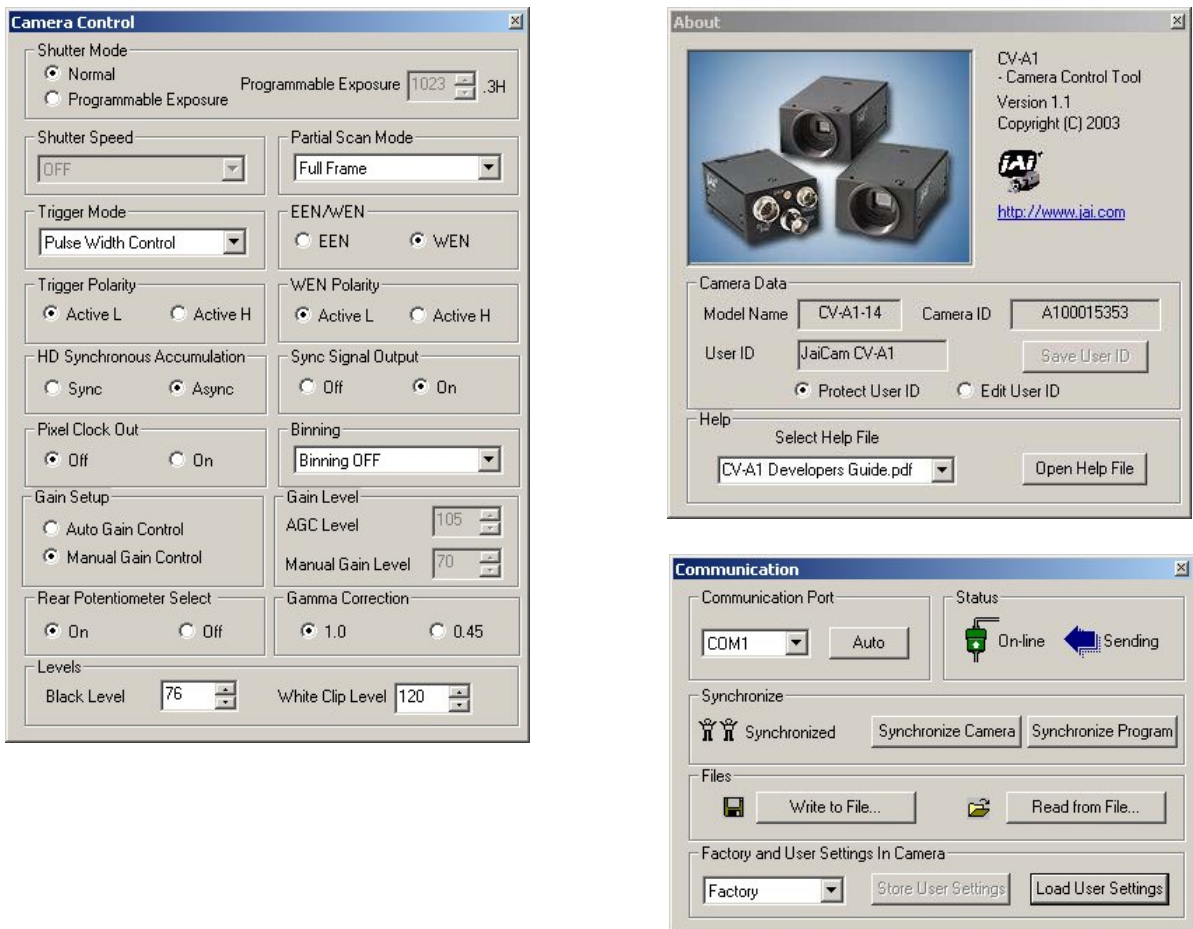 Camera Control
Shutter Mode
Normal
Programmable Exposure
Programmable Exposure 1023 .3H
Shutter Speed
OFF
Partial Scan Mode
Full Frame
Trigger Mode
Pulse Width Control
EEN/WEN
EEN WEN
Trigger Polarity
Active L Active H
WEN Polarity
Active L Active H
HD Synchronous Accumulation
Sync Async
Sync Signal Output
Off On
Pixel Clock Out
Off On
Binning
Binning OFF
Gain Setup
Auto Gain Control
Manual Gain Control
Gain Level
AGC Level 105
Manual Gain Level 70
Rear Potentiometer Select
On Off
Gamma Correction
1.0 0.45
Levels
Black Level 76 White Clip Level 120
About
CV-A1
- Camera Control Tool
Version 1.1
Copyright (C) 2003
JAi
http://www.jai.com
Camera Data
Model Name CV-A1-14 Camera ID A100015353
User ID JaiCam CV-A1 Save User ID
Protect User ID Edit User ID
Help
Select Help File
CV-A1 Developers Guide.pdf Open Help File
Communication
Communication Port
COM1 Auto
Status
On-line Sending
Synchronize
Synchronized Synchronize Camera Synchronize Program
Files
Write to File... Read from File...
Factory and User Settings In Camera
Factory Store User Settings Load User Settings